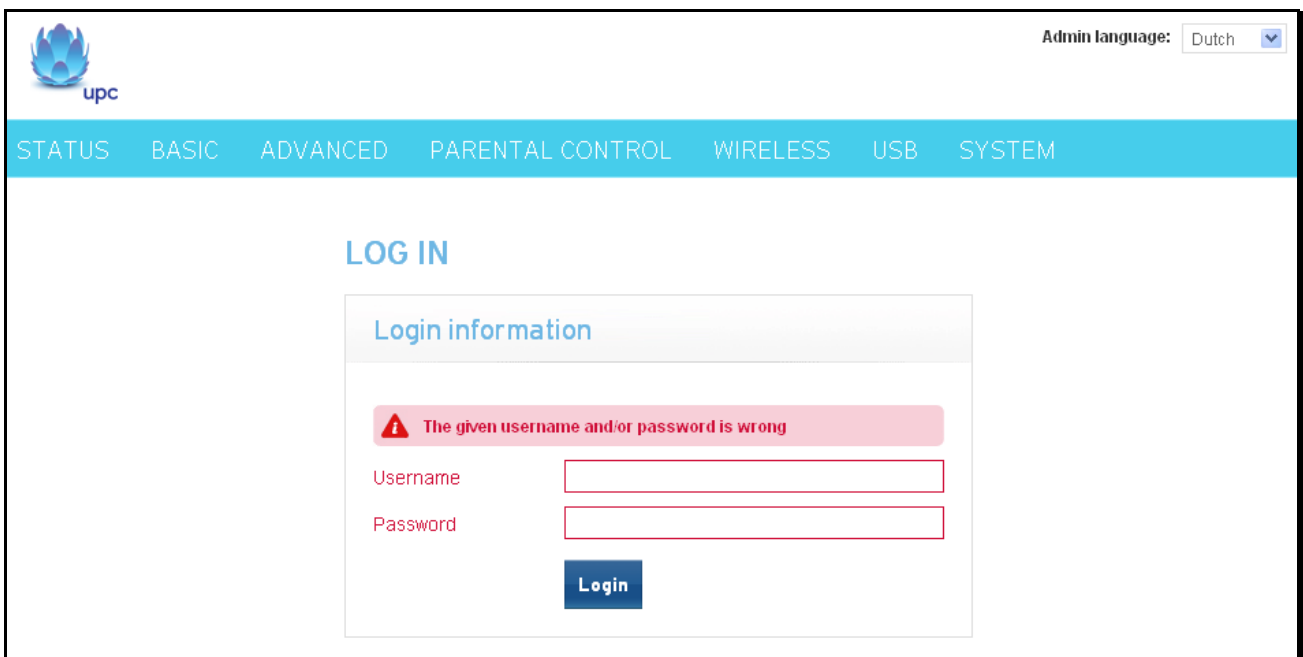 upc
Admin language: Dutch
STATUS BASIC ADVANCED PARENTAL CONTROL WIRELESS USB SYSTEM
LOG IN
Login information
The given username and/or password is wrong
Username
Password
Login